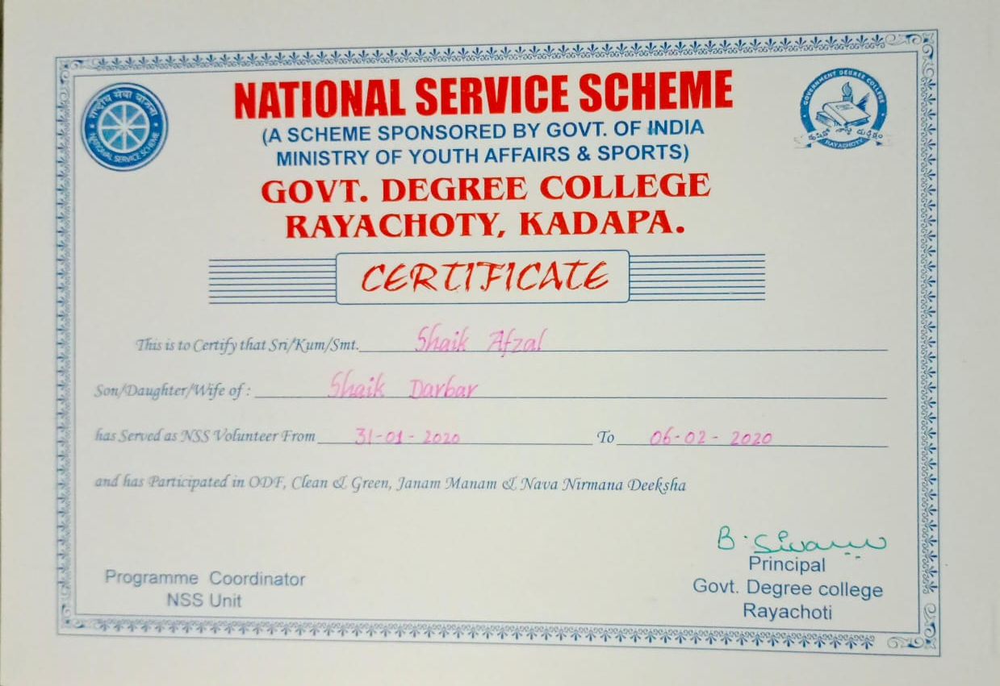 NATIONAL SERVICE SCHEME
(A SCHEME SPONSORED BY GOVT. OF INDIA
MINISTRY OF YOUTH AFFAIRS & SPORTS)
GOVT. DEGREE COLLEGE
RAYACHOTY, KADAPA.
राष्ट्रीय सेवा योजना
NATIONAL SERVICE SCHEME
GOVERNMENT DEGREE COLLEGE
RAYACHOTY
CERTIFICATE
This is to Certify that Sri/Kum/Smt. Shaik Afzal
Son/Daughter/Wife of : Shaik Darbar
has Served as NSS Volunteer From 31-01-2020 To 06-02-2020
and has Participated in ODF, Clean & Green, Janam Manam & Nava Nirmana Deeksha
B. Sivam
Principal
Programme Coordinator
NSS Unit
Govt. Degree college
Rayachoti